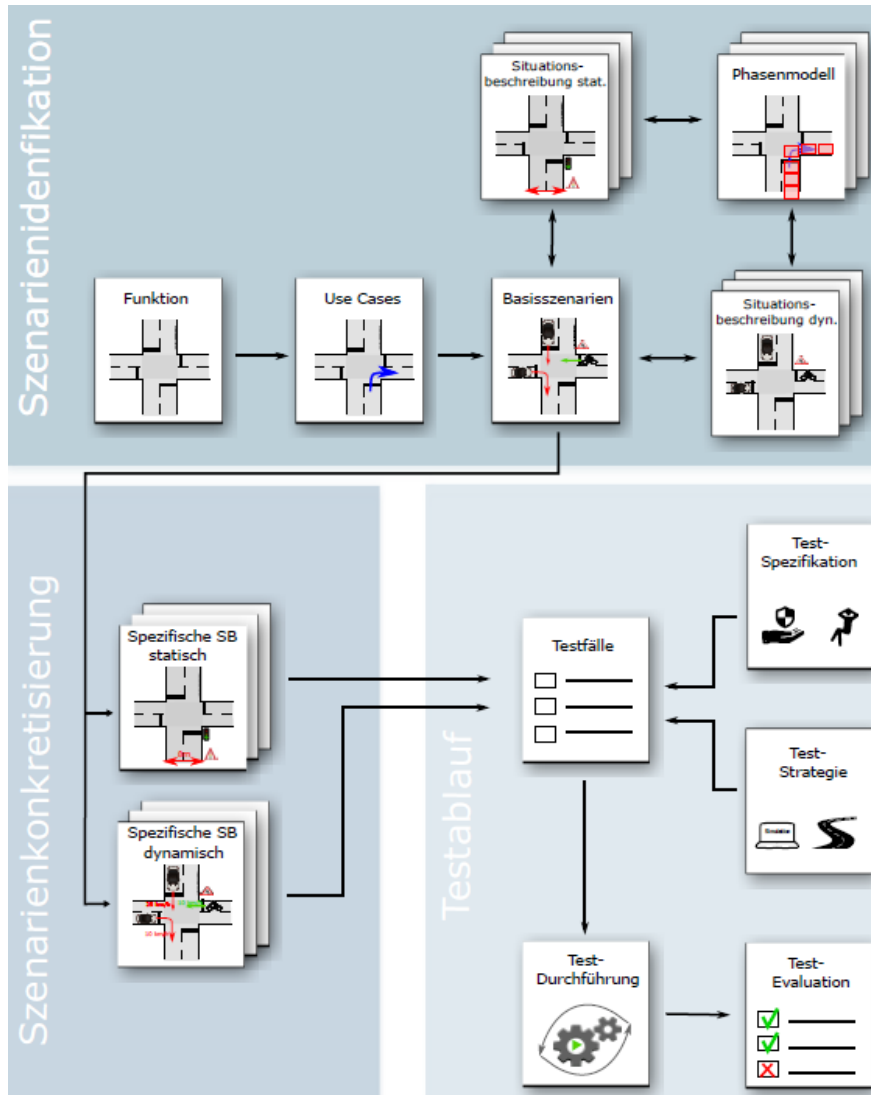 Szenarienidenfikation
Situations-
beschreibung stat.
Phasenmodell
Funktion
Use Cases
Basisszenarien
Situations-
beschreibung dyn.
Szenarienkonkretisierung
Spezifische SB
statisch
Spezifische SB
dynamisch
Testablauf
Testfälle
Test-
Spezifikation
Test-
Strategie
Test-
Durchführung
Test-
Evaluation